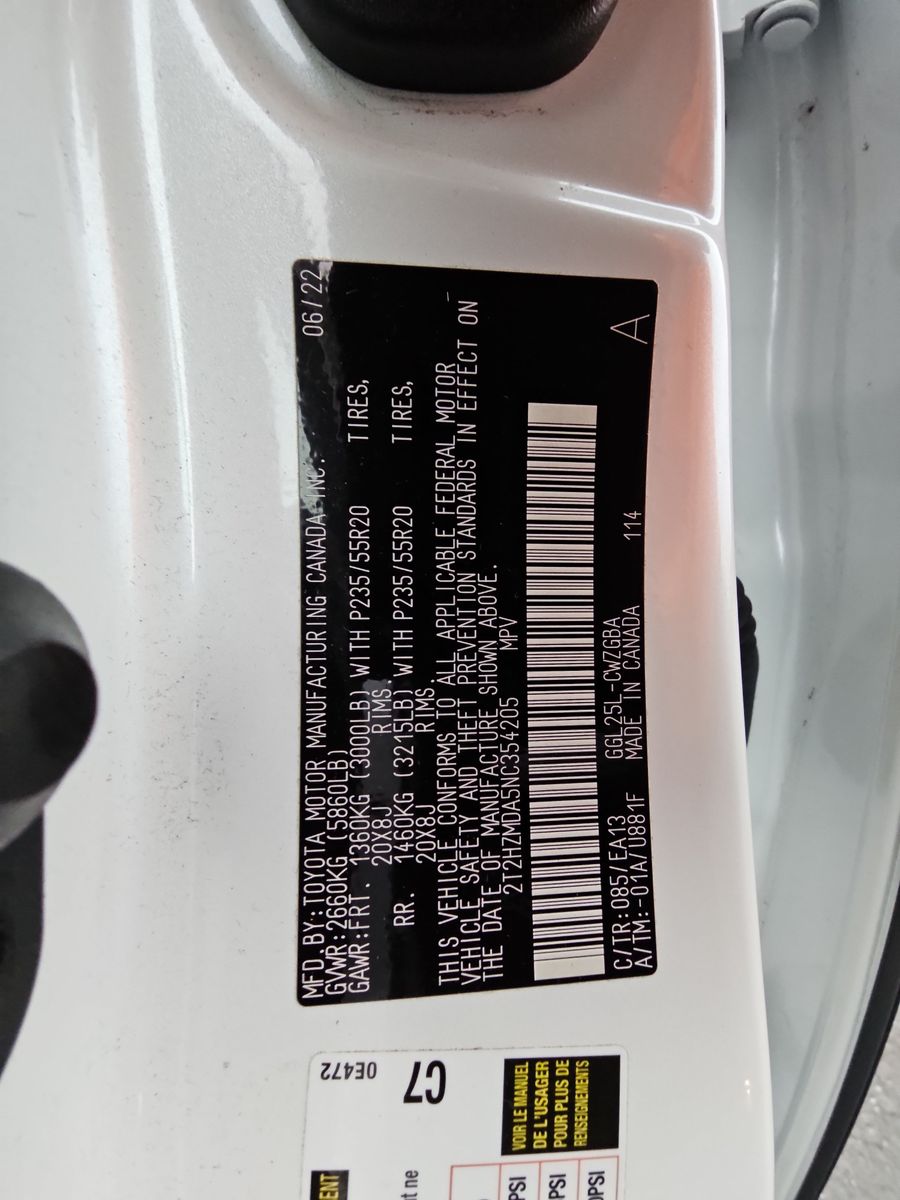 MFD BY:TOYOTA MOTOR MANUFACTURING CANADA INC. 06/22
GVWR:2660KG (5860LB)
GAWR:FRT. 1360KG (3000LB) WITH P235/55R20 TIRES,
20X8J RIMS.
RR. 1460KG (3215LB) WITH P235/55R20 TIRES,
20X8J RIMS.
THIS VEHICLE CONFORMS TO ALL APPLICABLE FEDERAL MOTOR
VEHICLE SAFETY AND THEFT PREVENTION STANDARDS IN EFFECT ON
THE DATE OF MANUFACTURE SHOWN ABOVE.
2T2HZMDA5NC354205 MPV
C/TR:085/EA13 GGL25L-CWZGBA
A/TM:-01A/U881F MADE IN CANADA 114 A
0E472
C7
VOIR LE MANUEL
DE L'USAGER
POUR PLUS DE
RENSEIGNEMENTS
ne
PSI
PSI
PSI